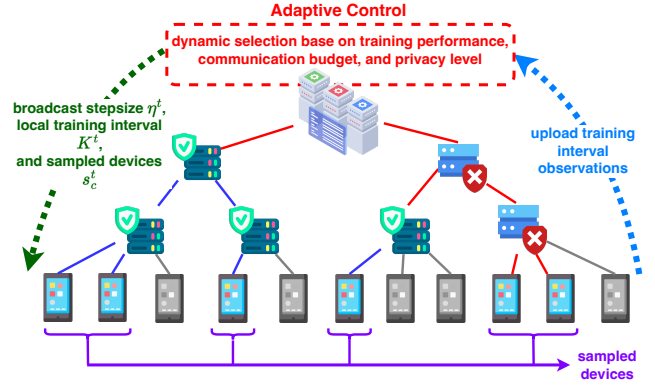 Adaptive Control
dynamic selection base on training performance,
communication budget, and privacy level
broadcast stepsize η^t,
local training interval
K^t,
and sampled devices
s_c^t
upload training
interval
observations
sampled
devices